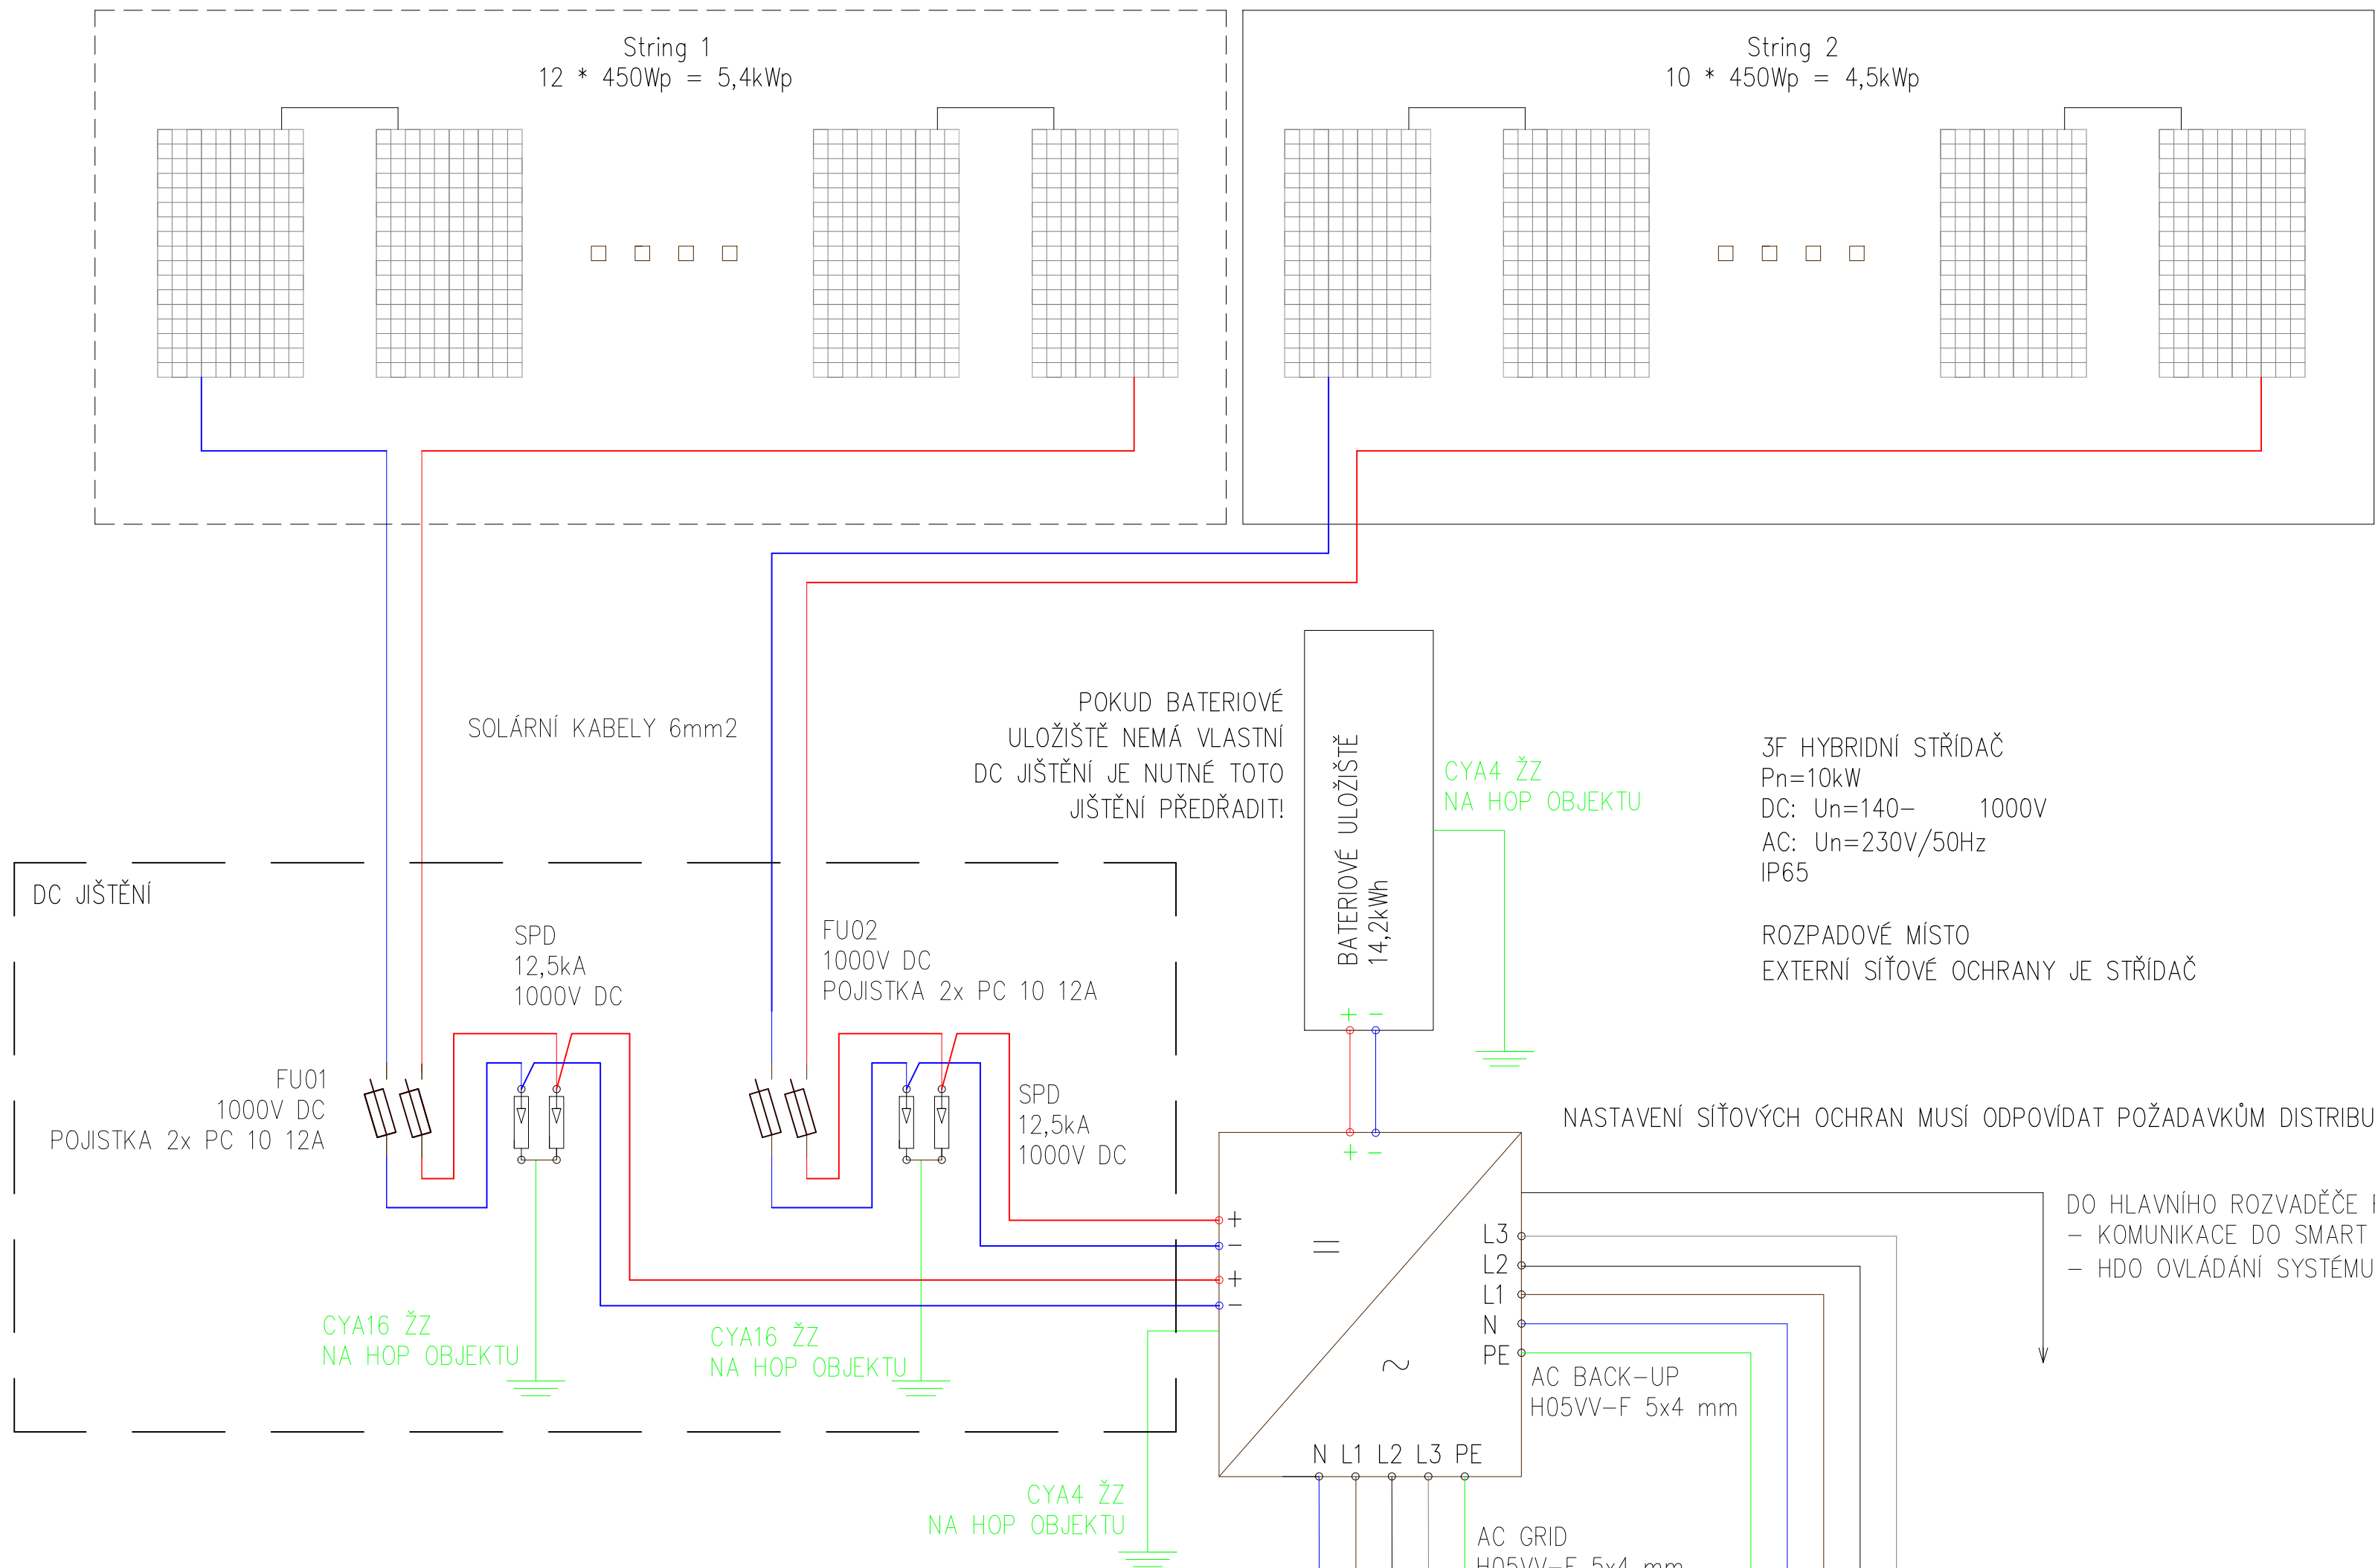 String 1
12 * 450Wp = 5,4kWp
String 2
10 * 450Wp = 4,5kWp
SOLÁRNÍ KABELY 6mm2
POKUD BATERIOVÉ
ULOŽIŠTĚ NEMÁ VLASTNÍ
DC JIŠTĚNÍ JE NUTNÉ TOTO
JIŠTĚNÍ PŘEDŘADIT!
BATERIOVÉ ULOŽIŠTĚ
14,2kWh
+ −
CYA4 ŽZ
NA HOP OBJEKTU
3F HYBRIDNÍ STŘÍDAČ
Pn=10kW
DC: Un=140− 1000V
AC: Un=230V/50Hz
IP65
ROZPADOVÉ MÍSTO
EXTERNÍ SÍŤOVÉ OCHRANY JE STŘÍDAČ
DC JIŠTĚNÍ
SPD
12,5kA
1000V DC
FU02
1000V DC
POJISTKA 2x PC 10 12A
FU01
1000V DC
POJISTKA 2x PC 10 12A
SPD
12,5kA
1000V DC
NASTAVENÍ SÍŤOVÝCH OCHRAN MUSÍ ODPOVÍDAT POŽADAVKŮM DISTRIBU
DO HLAVNÍHO ROZVADĚČE
− KOMUNIKACE DO SMART
− HDO OVLÁDÁNÍ SYSTÉMU
+ −
+
−
+
−
=
~
L3
L2
L1
N
PE
AC BACK−UP
H05VV−F 5x4 mm
CYA16 ŽZ
NA HOP OBJEKTU
CYA16 ŽZ
NA HOP OBJEKTU
N L1 L2 L3 PE
CYA4 ŽZ
NA HOP OBJEKTU
AC GRID
H05VV−F 5x4 mm